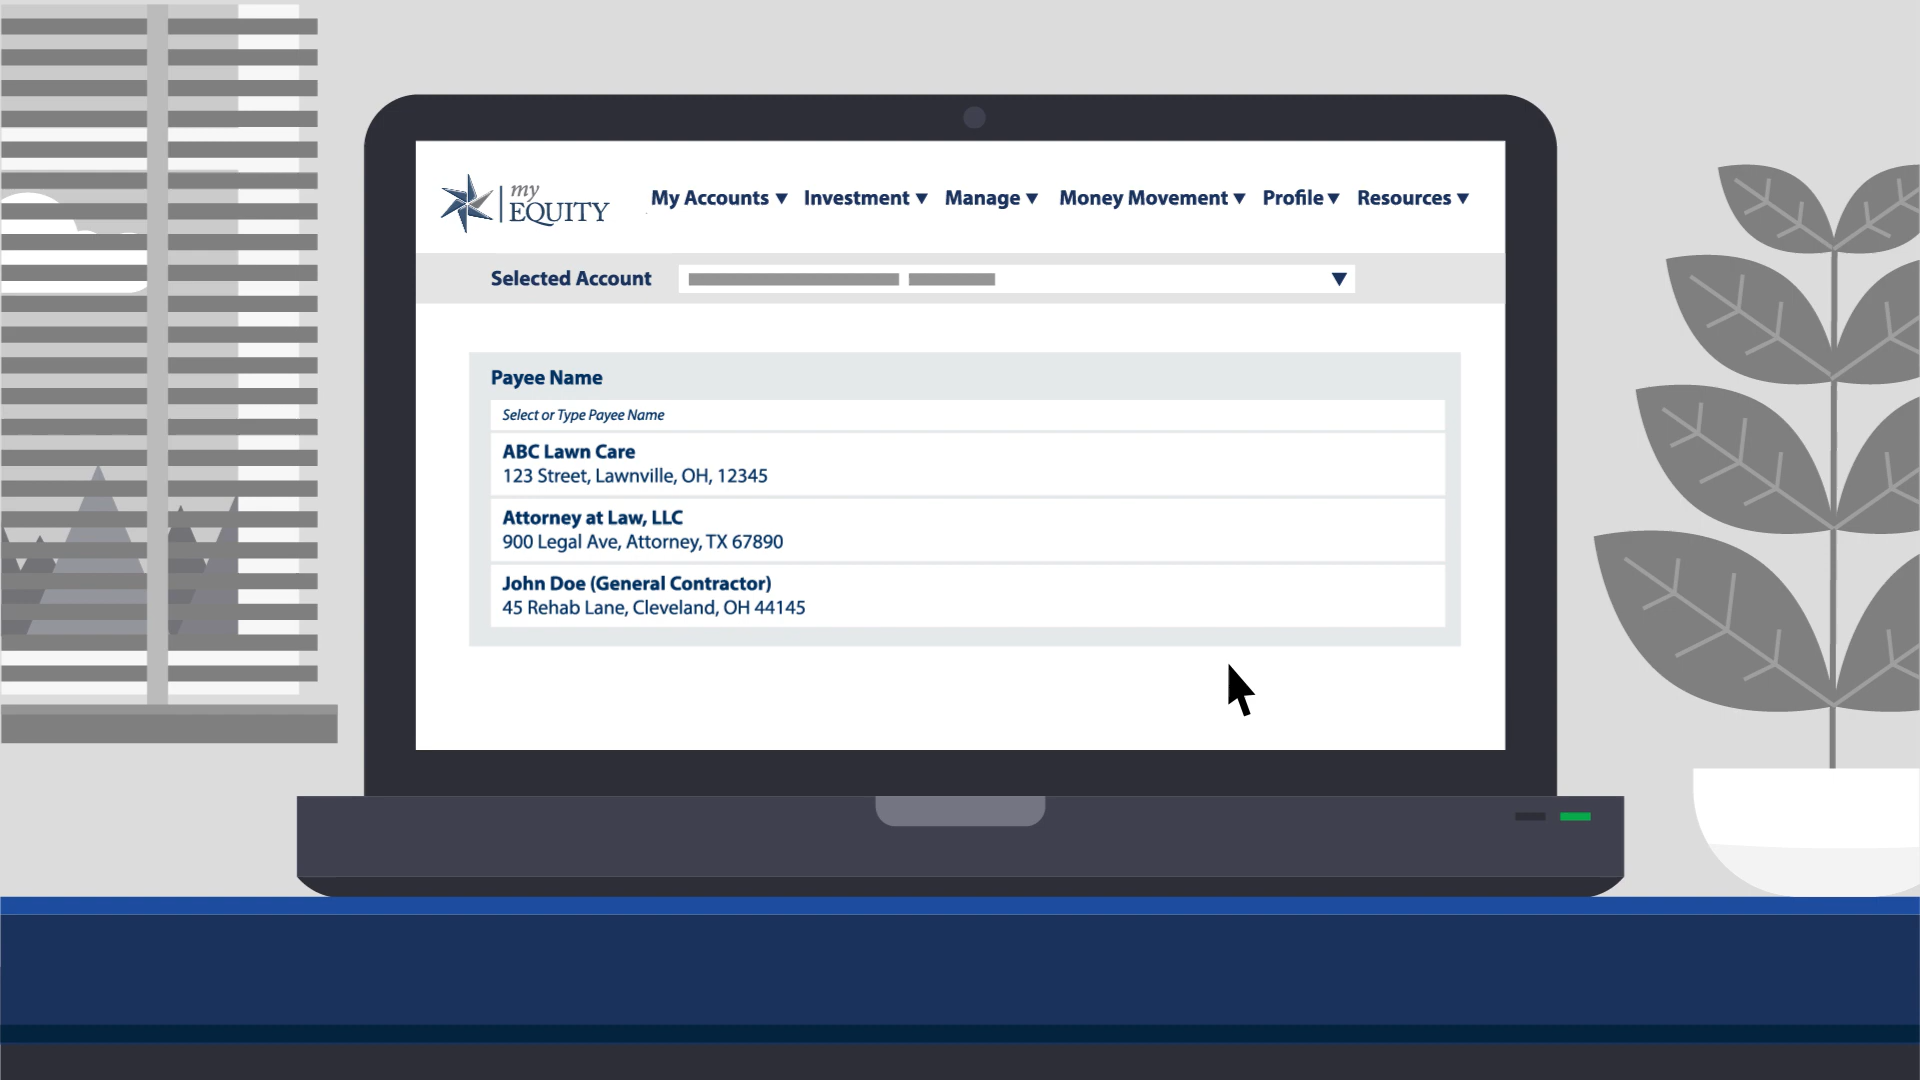 my
EQUITY
My Accounts ▼ Investment ▼ Manage ▼ Money Movement ▼ Profile ▼ Resources ▼
Selected Account
Payee Name
Select or Type Payee Name
ABC Lawn Care
123 Street, Lawnville, OH, 12345
Attorney at Law, LLC
900 Legal Ave, Attorney, TX 67890
John Doe (General Contractor)
45 Rehab Lane, Cleveland, OH 44145